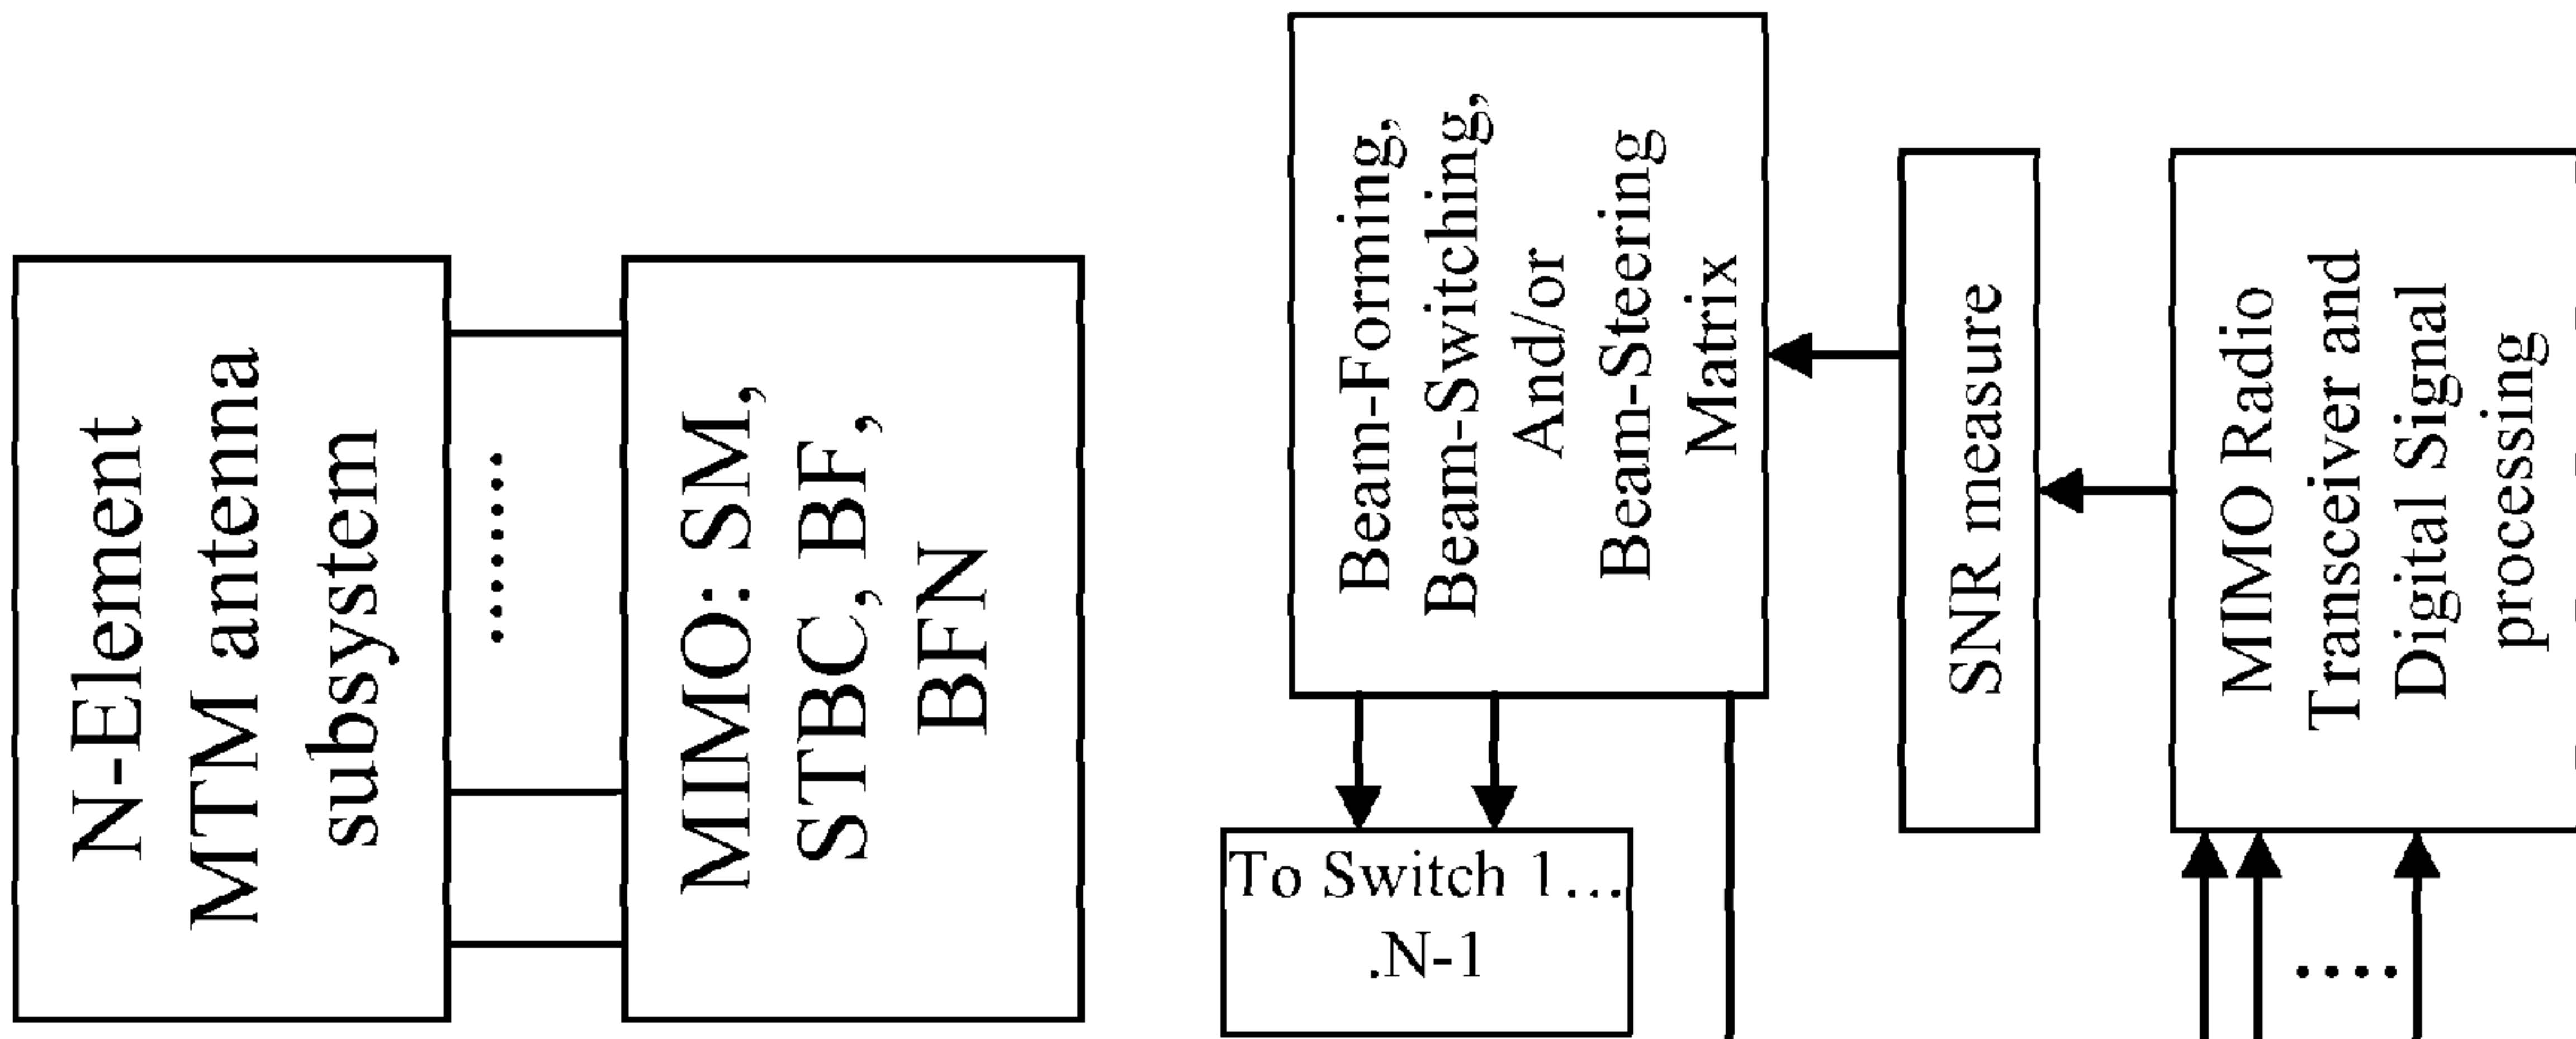 N-Element
MTM antenna
subsystem
........
MIMO: SM,
STBC, BF,
BFN
Beam-Forming,
Beam-Switching,
And/or
Beam-Steering
Matrix
To Switch 1...
.N-1
SNR measure
MIMO Radio
Transceiver and
Digital Signal
processing
....